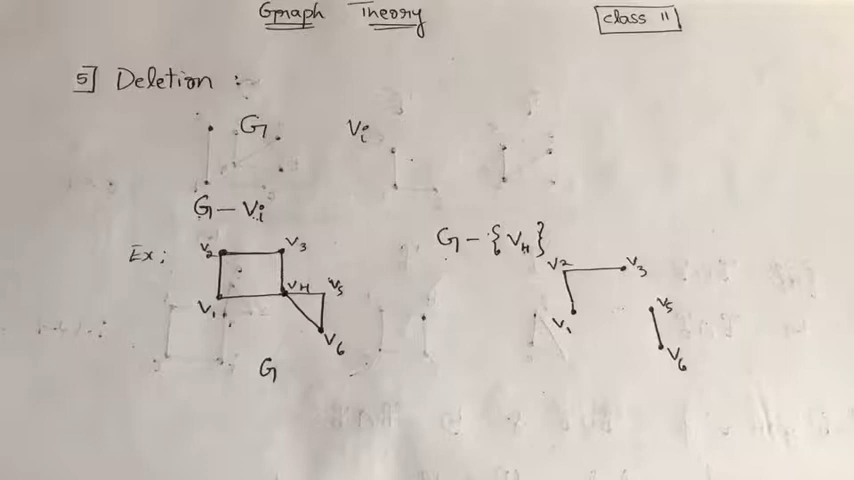 Graph Theory
class 11
5] Deletion :
G Vi
G - Vi
Ex;
V2 V3
V1 V4 V5
V6
G
G - { V4 }
V2 V3
V1 V5
V6